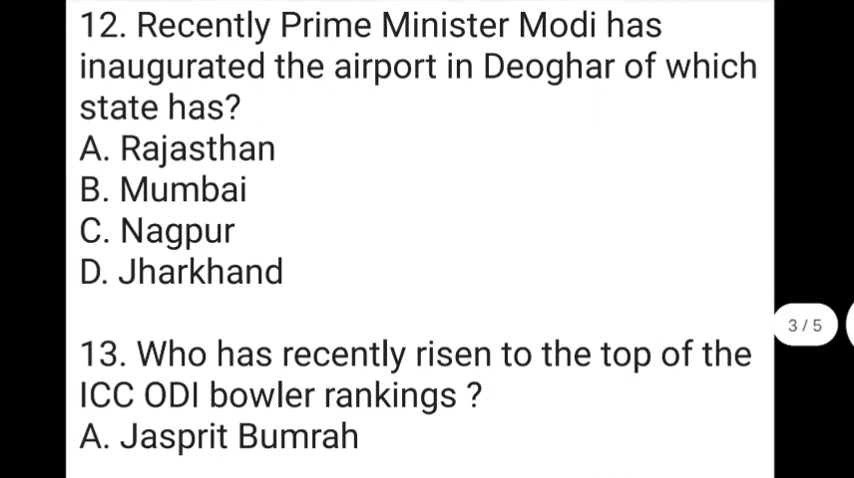 12. Recently Prime Minister Modi has
inaugurated the airport in Deoghar of which
state has?
A. Rajasthan
B. Mumbai
C. Nagpur
D. Jharkhand
3 / 5
13. Who has recently risen to the top of the
ICC ODI bowler rankings ?
A. Jasprit Bumrah